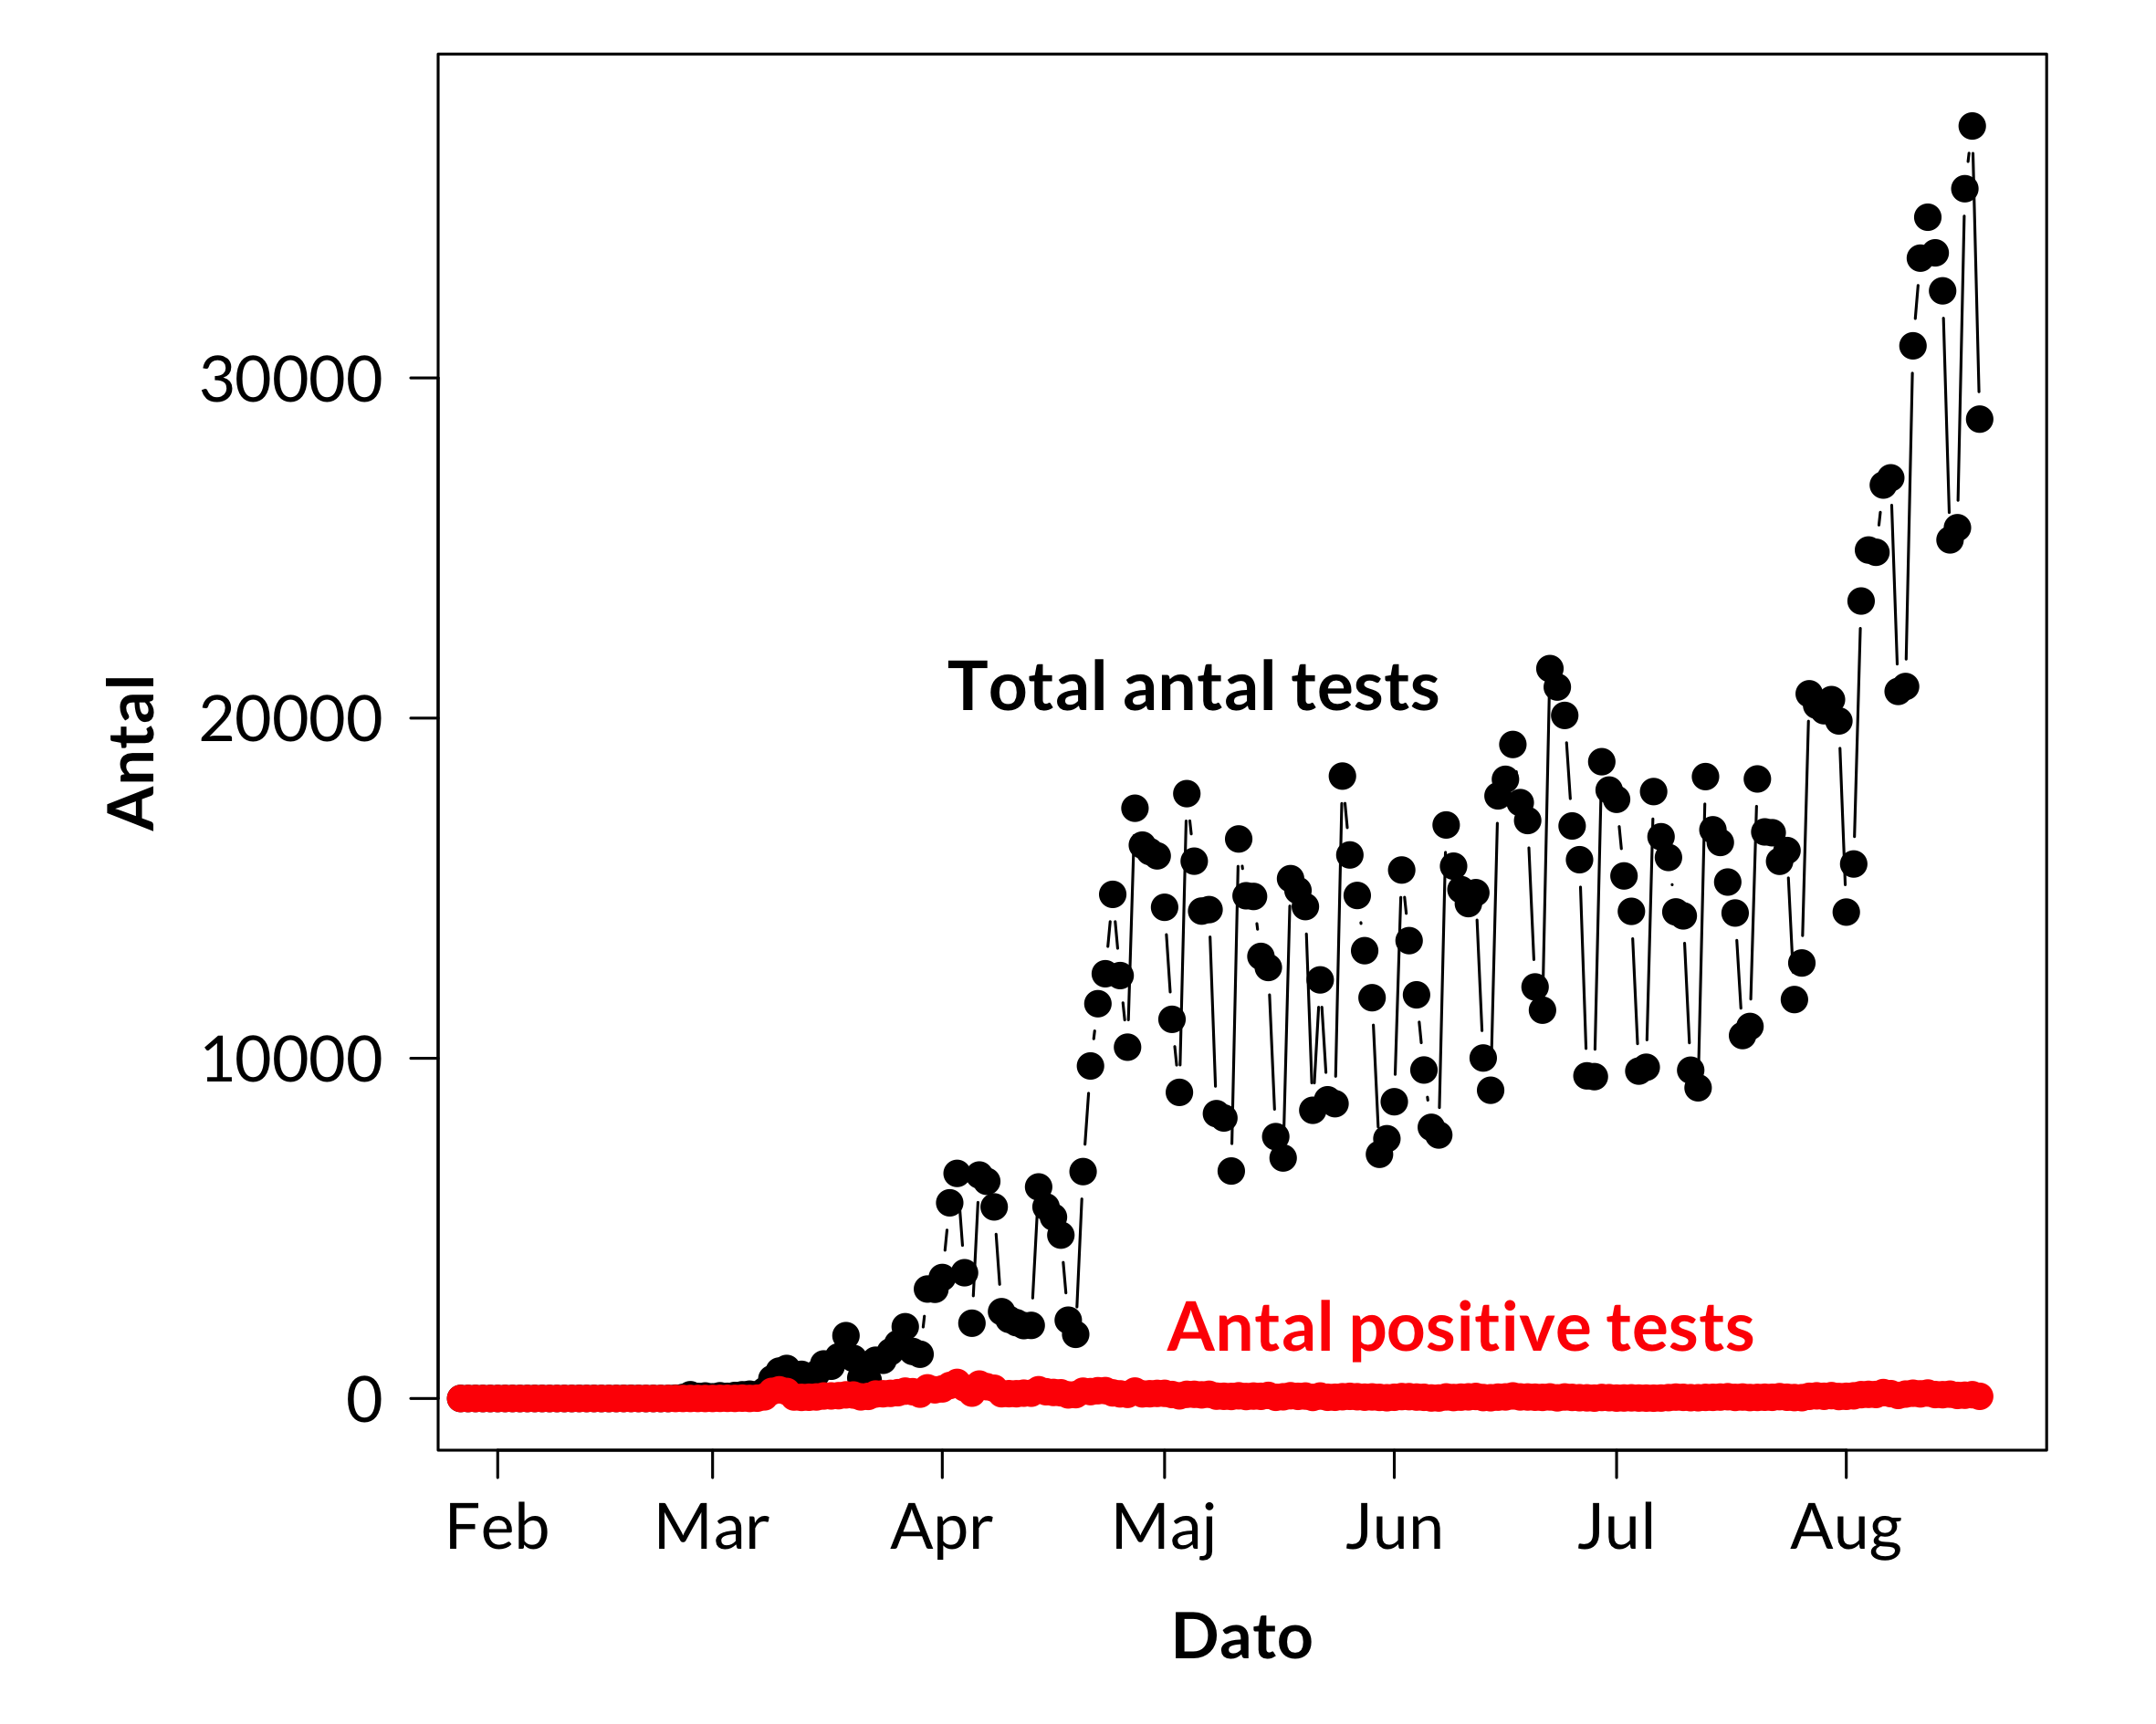 Antal
30000
20000
10000
0
Total antal tests
Antal positive tests
Feb Mar Apr Maj Jun Jul Aug
Dato